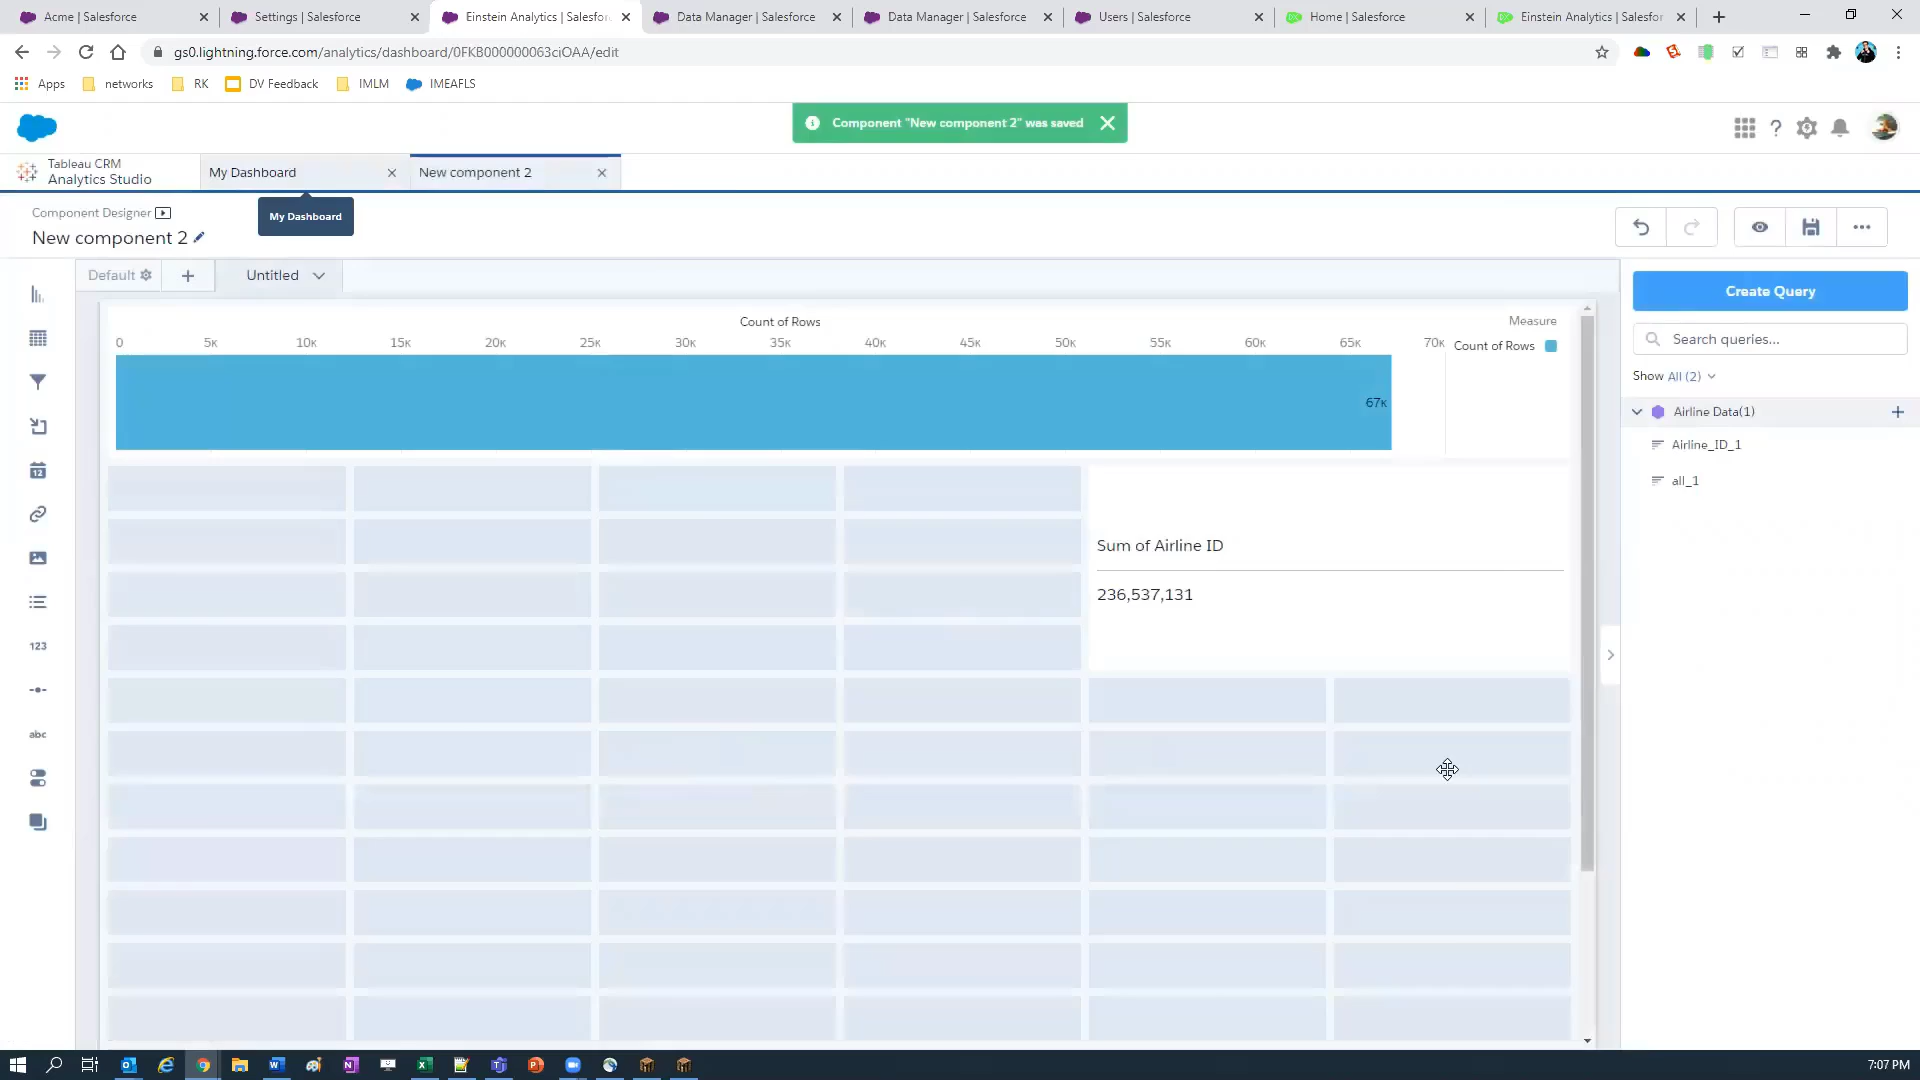 Acme | Salesforce
Settings | Salesforce
Einstein Analytics | Salesfor
Data Manager | Salesforce
Data Manager | Salesforce
Users | Salesforce
Home | Salesforce
Einstein Analytics | Salesfor
gs0.lightning.force.com/analytics/dashboard/0FKB000000063ciOAA/edit
Apps
networks
RK
DV Feedback
IMLM
IMEAFLS
Component "New component 2" was saved
Tableau CRM
Analytics Studio
My Dashboard
New component 2
My Dashboard
Component Designer
New component 2
Default
Untitled
Create Query
Search queries...
Show All (2)
Airline Data(1)
Airline_ID_1
all_1
Count of Rows
0 5K 10K 15K 20K 25K 30K 35K 40K 45K 50K 55K 60K 65K 70K
Measure
Count of Rows
67K
Sum of Airline ID
236,537,131
12
123
abc
7:07 PM